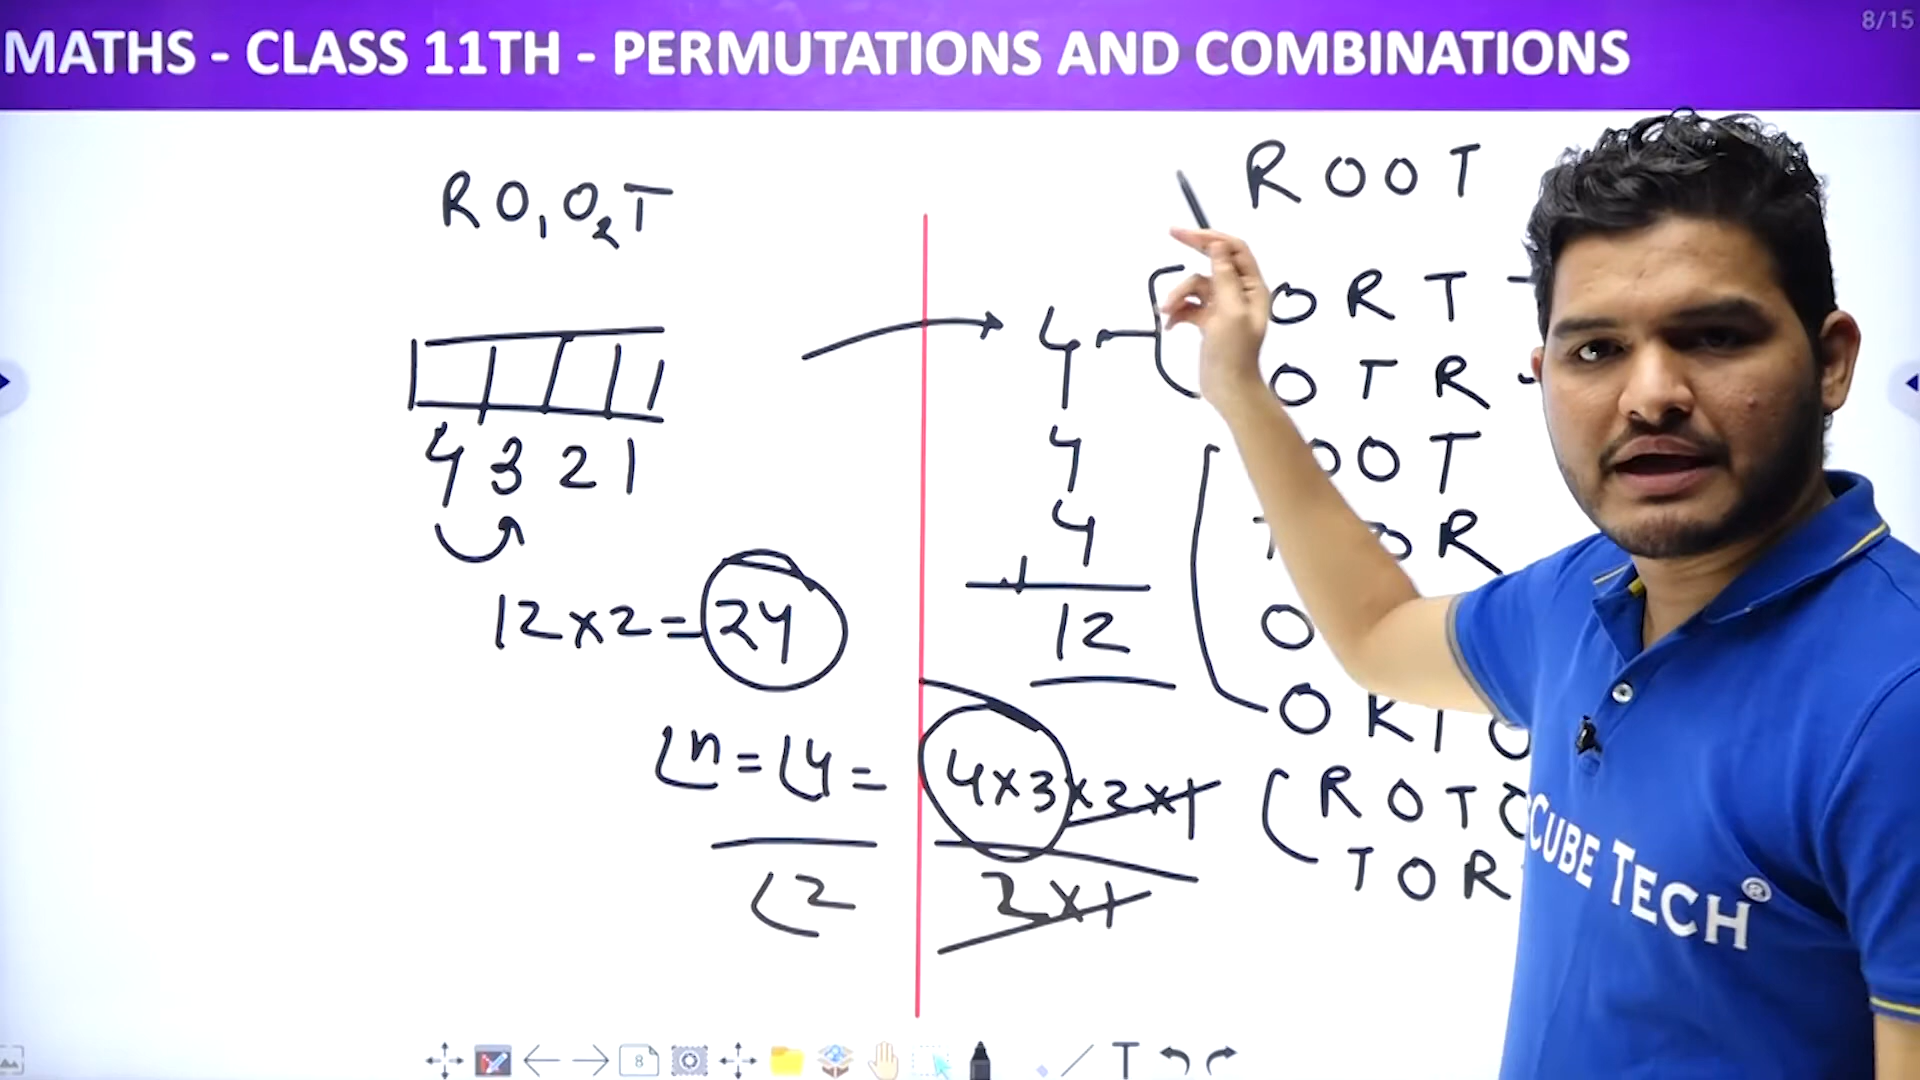 8/15
MATHS - CLASS 11TH - PERMUTATIONS AND COMBINATIONS
R O₁ O₂ T
4 3 2 1
12 x 2 = 24
∟n = ∟4 = 4 x 3 x 2 x 1
∟2 2 x 1
4
4
4
12
R O O T
O R T
O T R
O O T
O R
O
O R T O
R O T O
T O R
CUBE TECH®
8 T